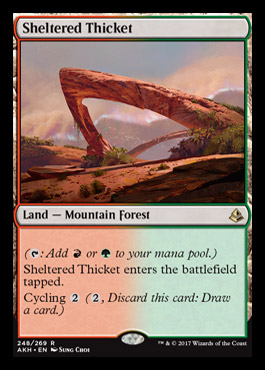 Sheltered Thicket
Land — Mountain Forest
(: Add or to your mana pool.)
Sheltered Thicket enters the battlefield
tapped.
Cycling 2 (2, Discard this card: Draw
a card.)
248/269 R
AKH • EN SUNG CHOI
™ & © 2017 Wizards of the Coast